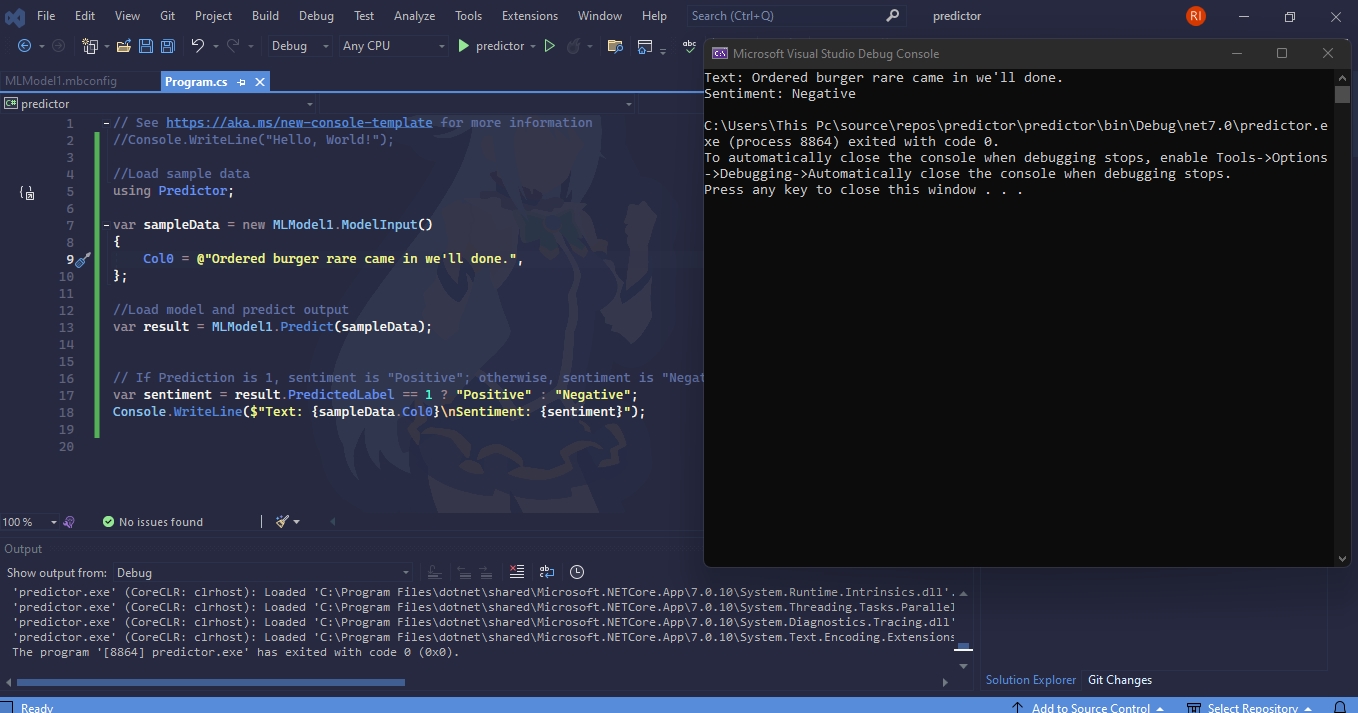 File Edit View Git Project Build Debug Test Analyze Tools Extensions Window Help Search (Ctrl+Q) predictor RI
Debug Any CPU predictor abc
MLModel1.mbconfig Program.cs
C# predictor
1 // See https://aka.ms/new-console-template for more information
2 //Console.WriteLine("Hello, World!");
3
4 //Load sample data
5 using Predictor;
6
7 var sampleData = new MLModel1.ModelInput()
8 {
9 Col0 = @"Ordered burger rare came in we'll done.",
10 };
11
12 //Load model and predict output
13 var result = MLModel1.Predict(sampleData);
14
15
16 // If Prediction is 1, sentiment is "Positive"; otherwise, sentiment is "Negat
17 var sentiment = result.PredictedLabel == 1 ? "Positive" : "Negative";
18 Console.WriteLine($"Text: {sampleData.Col0}\nSentiment: {sentiment}");
19
20
100 % No issues found
Microsoft Visual Studio Debug Console
Text: Ordered burger rare came in we'll done.
Sentiment: Negative
C:\Users\This Pc\source\repos\predictor\predictor\bin\Debug\net7.0\predictor.e
xe (process 8864) exited with code 0.
To automatically close the console when debugging stops, enable Tools->Options
->Debugging->Automatically close the console when debugging stops.
Press any key to close this window . . .
Output
Show output from: Debug
'predictor.exe' (CoreCLR: clrhost): Loaded 'C:\Program Files\dotnet\shared\Microsoft.NETCore.App\7.0.10\System.Runtime.Intrinsics.dll'.
'predictor.exe' (CoreCLR: clrhost): Loaded 'C:\Program Files\dotnet\shared\Microsoft.NETCore.App\7.0.10\System.Threading.Tasks.Parallel
'predictor.exe' (CoreCLR: clrhost): Loaded 'C:\Program Files\dotnet\shared\Microsoft.NETCore.App\7.0.10\System.Diagnostics.Tracing.dll'
'predictor.exe' (CoreCLR: clrhost): Loaded 'C:\Program Files\dotnet\shared\Microsoft.NETCore.App\7.0.10\System.Text.Encoding.Extensions
The program '[8864] predictor.exe' has exited with code 0 (0x0).
Solution Explorer Git Changes
Ready Add to Source Control Select Repository